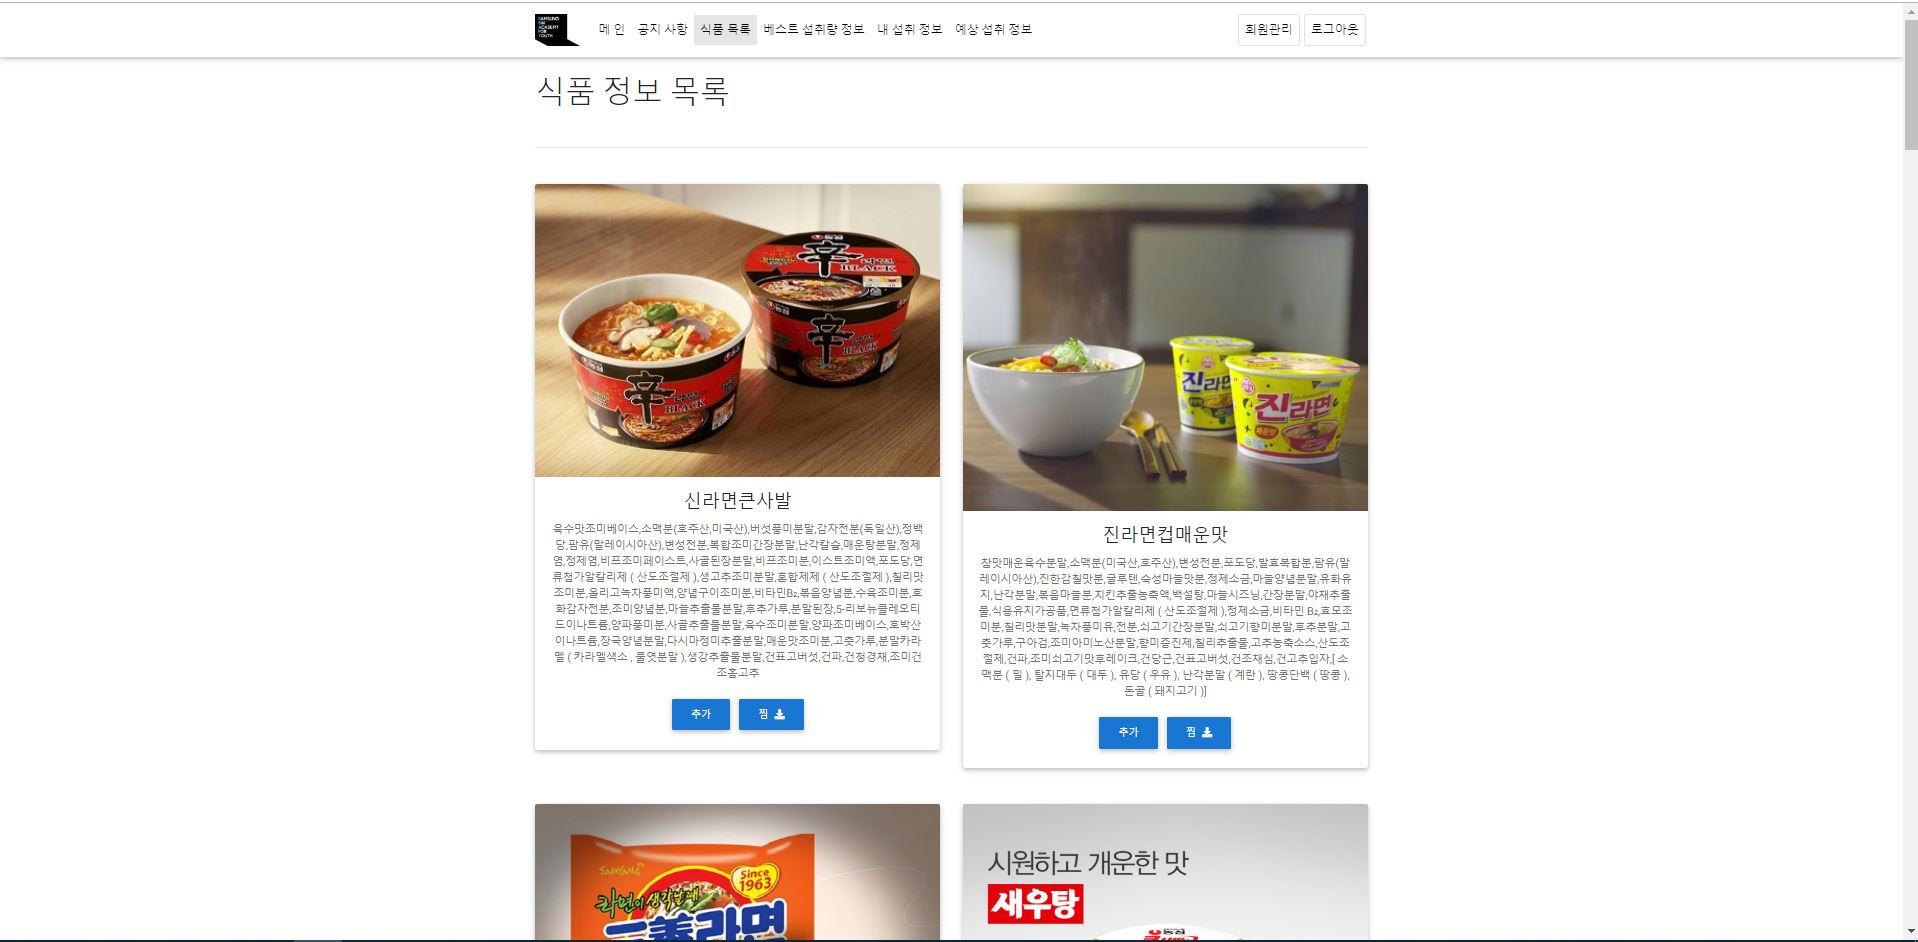 SAMSUNG
SW
ACADEMY
FOR
YOUTH
메 인 공지 사항 식품 목록 베스트 섭취량 정보 내 섭취 정보 예상 섭취 정보 회원관리 로그아웃
식품 정보 목록
辛 라면
BLACK
辛 라면
BLACK
辛 라면
BLACK
진라면
진라면
매운맛
신라면큰사발
육수맛조미베이스,소맥분(호주산,미국산),버섯풍미분말,감자전분(독일산),정백
당,팜유(말레이시아산),변성전분,복합조미간장분말,난각칼슘,매운탕분말,정제
염,정제염,비프조미페이스트,사골된장분말,비프조미분,이스트조미액,포도당,면
류첨가알칼리제 ( 산도조절제 ),생고추조미분말,혼합제제 ( 산도조절제 ),칠리맛
조미분,올리고녹차풍미액,양념구이조미분,비타민B₂,볶음양념분,수육조미분,호
화감자전분,조미양념분,마늘추출물분말,후추가루,분말된장,5-리보뉴클레오티
드이나트륨,양파풍미분,사골추출물분말,육수조미분말,양파조미베이스,호박산
이나트륨,장국양념분말,다시마정미추출분말,매운맛조미분,고춧가루,분말카라
멜 ( 카라멜색소 , 물엿분말 ),생강추출물분말,건표고버섯,건파,건청경채,조미건
조홍고추
추가 찜
진라면컵매운맛
참맛매운육수분말,소맥분(미국산,호주산),변성전분,포도당,발효복합분,팜유(말
레이시아산),진한감칠맛분,글루텐,숙성마늘맛분,정제소금,마늘양념분말,유화유
지,난각분말,볶음마늘분,치킨추출농축액,백설탕,마늘시즈닝,간장분말,야채추출
물,식용유지가공품,면류첨가알칼리제 ( 산도조절제 ),정제소금,비타민 B₂,효모조
미분,칠리맛분말,녹차풍미유,전분,쇠고기간장분말,쇠고기향미분말,후추분말,고
춧가루,구아검,조미아미노산분말,향미증진제,칠리추출물,고추농축소스,산도조
절제,건파,조미쇠고기맛후레이크,건당근,건표고버섯,건조채심,건고추입자,[ 소
맥분 ( 밀 ), 탈지대두 ( 대두 ), 유당 ( 우유 ), 난각분말 ( 계란 ), 땅콩단백 ( 땅콩 ),
돈골 ( 돼지고기 )]
추가 찜
SAMYANG
Since
1963
라면이 생각날때
삼양라면
시원하고 개운한 맛
새우탕
농심